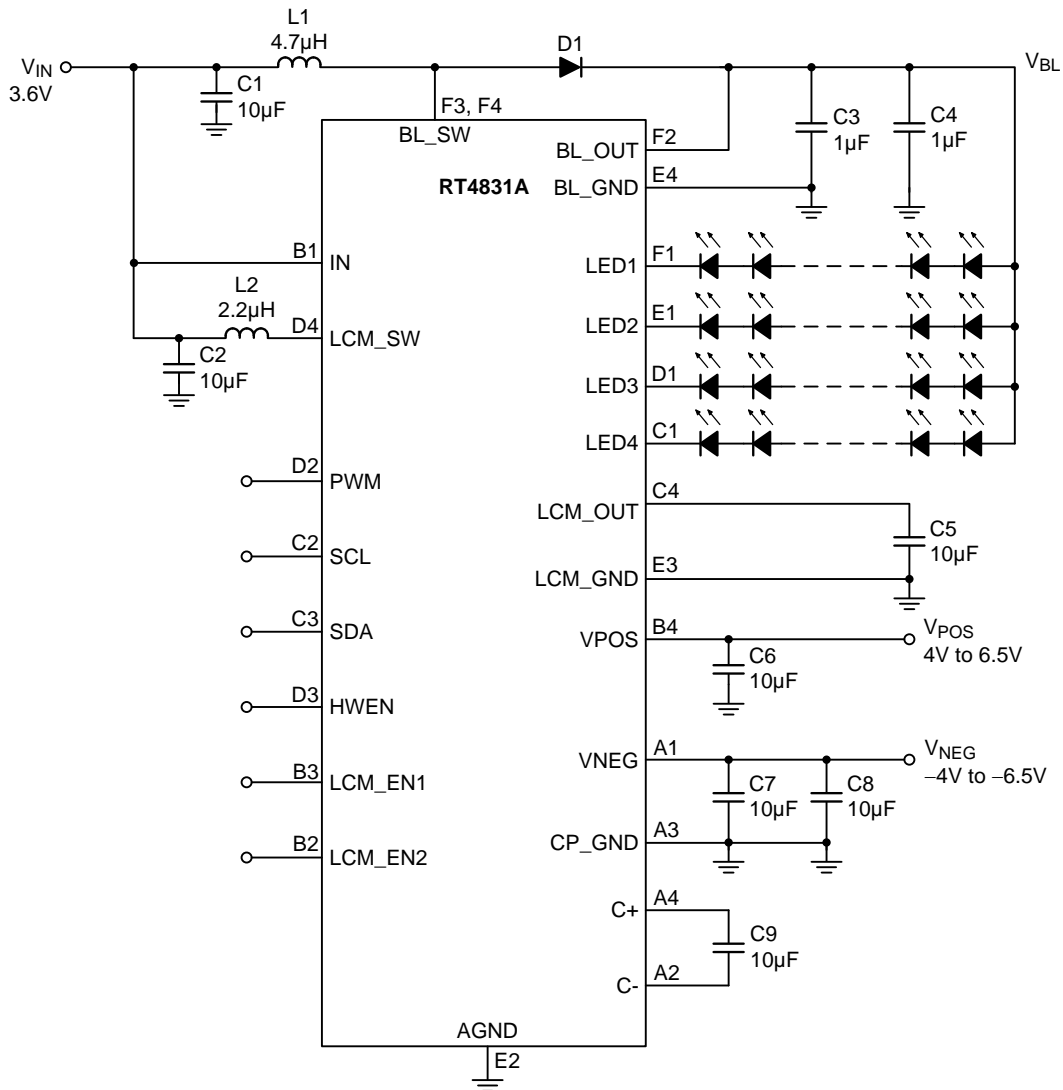 L1
4.7µH
D1
VIN
3.6V
VBL
C1
10µF
F3, F4
BL_SW
C3
1µF
C4
1µF
F2
BL_OUT
RT4831A
E4
BL_GND
B1
IN
F1
LED1
L2
2.2µH
D4
LCM_SW
E1
LED2
C2
10µF
D1
LED3
C1
LED4
D2
PWM
C4
LCM_OUT
C5
10µF
C2
SCL
E3
LCM_GND
C3
SDA
B4
VPOS
VPOS
4V to 6.5V
C6
10µF
D3
HWEN
A1
VNEG
VNEG
−4V to −6.5V
B3
LCM_EN1
C7
10µF
C8
10µF
A3
CP_GND
B2
LCM_EN2
A4
C+
C9
10µF
A2
C-
AGND
E2